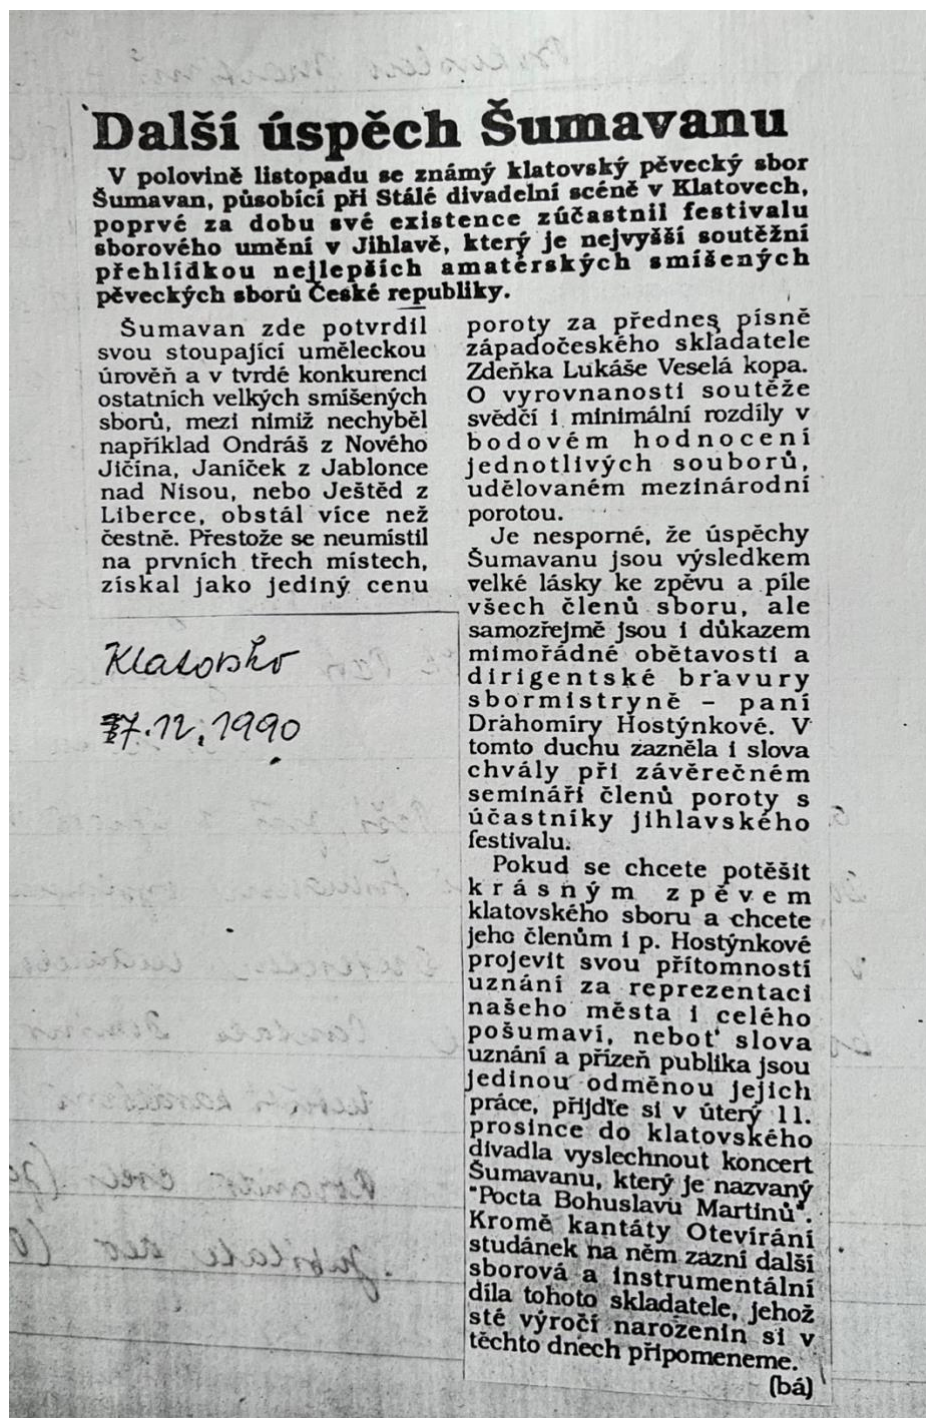 Další úspěch Šumavanu
V polovině listopadu se známý klatovský pěvecký sbor
Šumavan, působící při Stálé divadelní scéně v Klatovech,
poprvé za dobu své existence zúčastnil festivalu
sborového umění v Jihlavě, který je nejvyšší soutěžní
přehlídkou nejlepších amatérských smíšených
pěveckých sborů České republiky.
Šumavan zde potvrdil
svou stoupající uměleckou
úrověň a v tvrdé konkurenci
ostatních velkých smíšených
sborů, mezi nimiž nechyběl
například Ondráš z Nového
Jičína, Janíček z Jablonce
nad Nisou, nebo Ještěd z
Liberce, obstál více než
čestně. Přestože se neumístil
na prvních třech místech,
získal jako jediný cenu
poroty za přednes písně
západočeského skladatele
Zdeňka Lukáše Veselá kopa.
O vyrovnanosti soutěže
svědčí i minimální rozdíly v
bodovém hodnocení
jednotlivých souborů,
udělovaném mezinárodní
porotou.
Je nesporné, že úspěchy
Šumavanu jsou výsledkem
velké lásky ke zpěvu a píle
všech členů sboru, ale
samozřejmě jsou i důkazem
mimořádné obětavosti a
dirigentské bravury
sbormistryně - paní
Drahomíry Hostýnkové. V
tomto duchu zazněla i slova
chvály při závěrečném
semináři členů poroty s
účastníky jihlavského
festivalu.
Pokud se chcete potěšit
krásným zpěvem
klatovského sboru a chcete
jeho členům i p. Hostýnkové
projevit svou přítomností
uznání za reprezentaci
našeho města i celého
pošumaví, neboť slova
uznání a přízeň publika jsou
jedinou odměnou jejich
práce, přijďte si v úterý 11.
prosince do klatovského
divadla vyslechnout koncert
Šumavanu, který je nazvaný
"Pocta Bohuslavu Martinů".
Kromě kantáty Otevírání
studánek na něm zazní další
sborová a instrumentální
díla tohoto skladatele, jehož
sté výročí narozenin si v
těchto dnech připomeneme.
(bá)
Klatovsko
7.12.1990